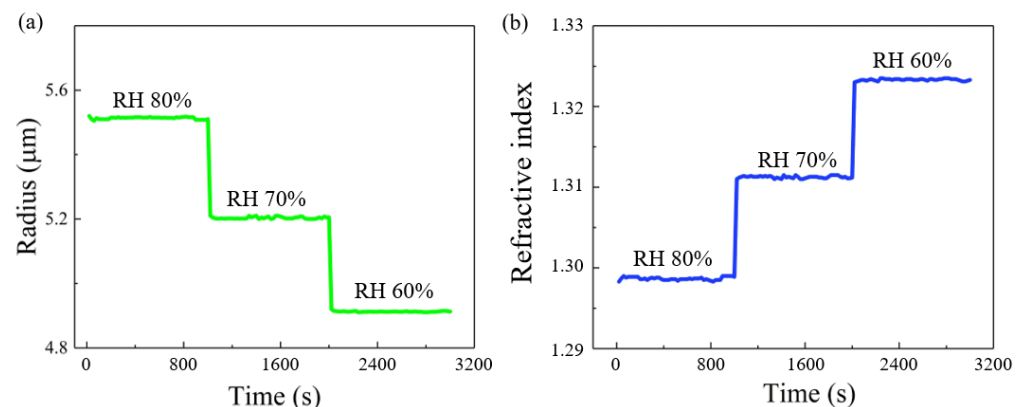 (a)
Radius (μm)
5.6
5.2
4.8
RH 80%
RH 70%
RH 60%
0
800
1600
2400
3200
Time (s)
(b)
Refractive index
1.33
1.32
1.31
1.30
1.29
RH 60%
RH 70%
RH 80%
0
800
1600
2400
3200
Time (s)